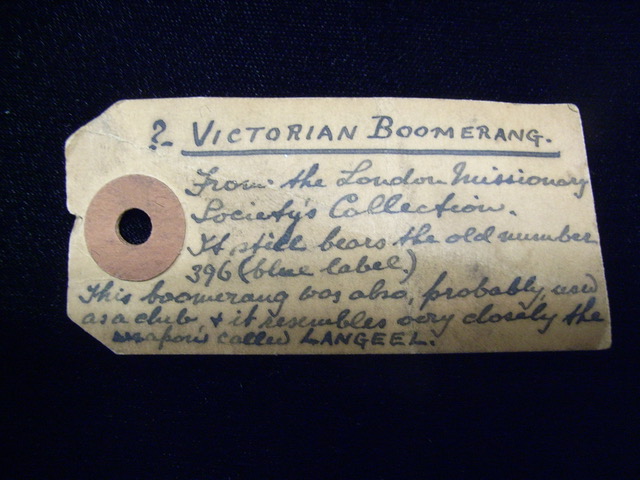 ? VICTORIAN BOOMERANG.
From the London Missionary
Society's Collection.
It still bears the old number
396 (blue label.)
This boomerang was also, probably, used
as a club, & it resembles very closely the
weapons called LANGEEL.